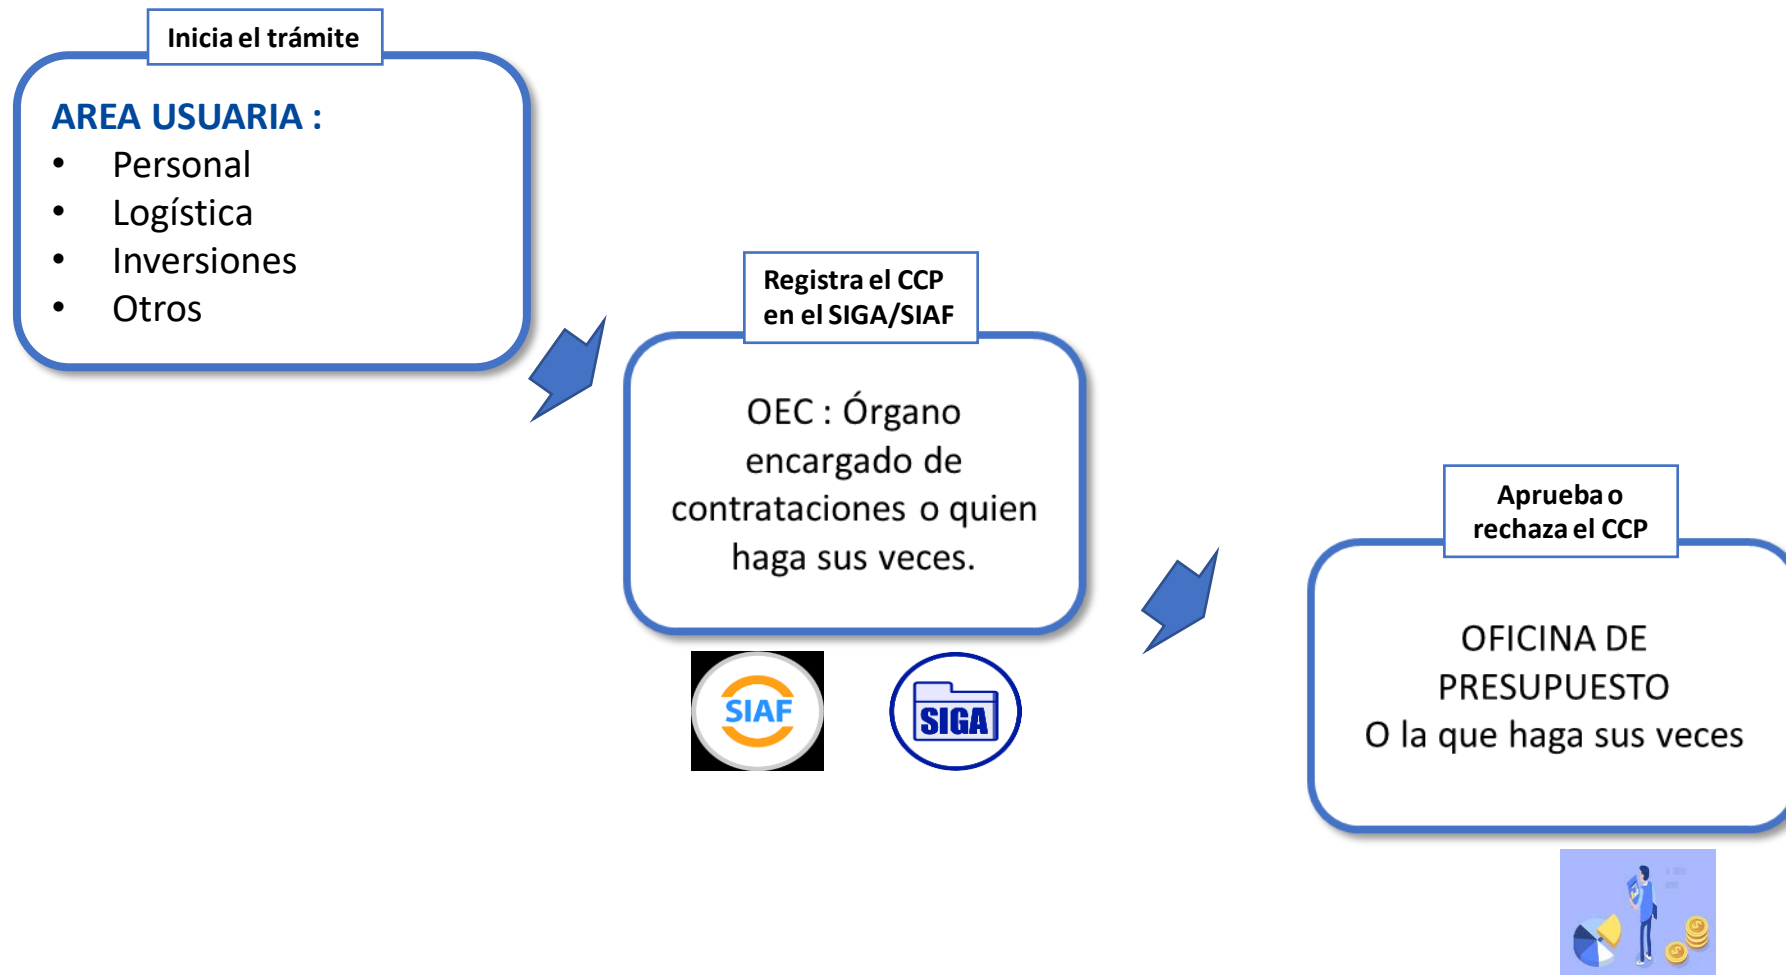 Inicia el trámite
AREA USUARIA :
• Personal
• Logística
• Inversiones
• Otros
Registra el CCP
en el SIGA/SIAF
OEC : Órgano
encargado de
contrataciones o quien
haga sus veces.
SIAF
SIGA
Aprueba o
rechaza el CCP
OFICINA DE
PRESUPUESTO
O la que haga sus veces